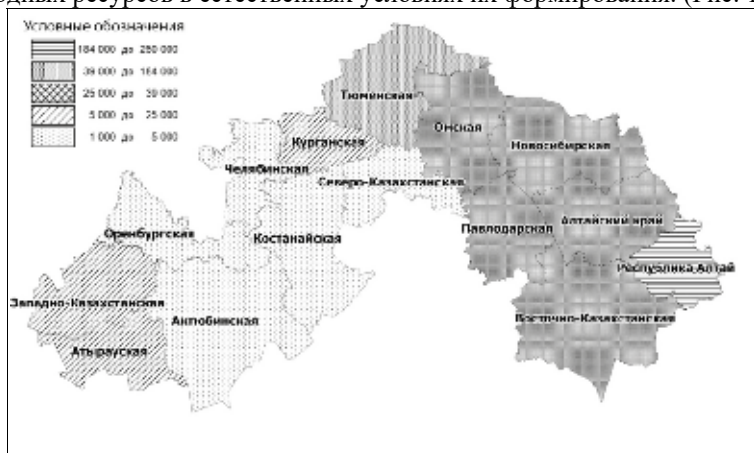 водных ресурсов в естественных условиях их формирования. (Рис. 1
Условные обозначения
184 000 до 250 000
39 000 до 184 000
25 000 до 39 000
5 000 до 25 000
1 000 до 5 000
Тюминская
Омская
Курганская
Новосибирская
Челябинская
Северо-Казахстанская
Алтайский край
Павлодарская
Оренбургская
Костанайская
Республика Алтай
Западно-Казахстанская
Актюбинская
Восточно-Казахстанская
Атырауская